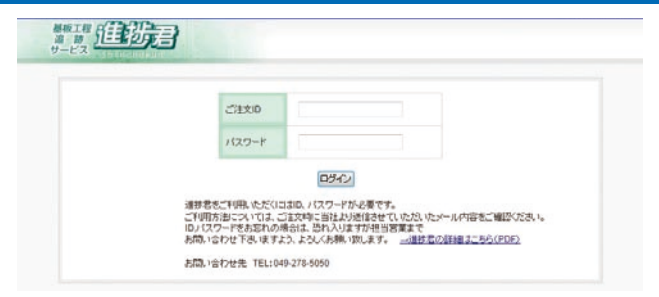 基板工程
追跡
サービス
進捗君
ご注文ID
パスワード
ログイン
進捗君をご利用いただくにはID、パスワードが必要です。
ご利用方法については、ご注文時に当社より送信させていただいたメール内容をご確認ください。
ID/パスワードをお忘れの場合は、恐れ入りますが担当営業まで
お問い合わせ下さいますよう、よろしくお願い致します。 →進捗君の詳細はこちら(PDF)
お問い合わせ先 TEL:049-278-5050